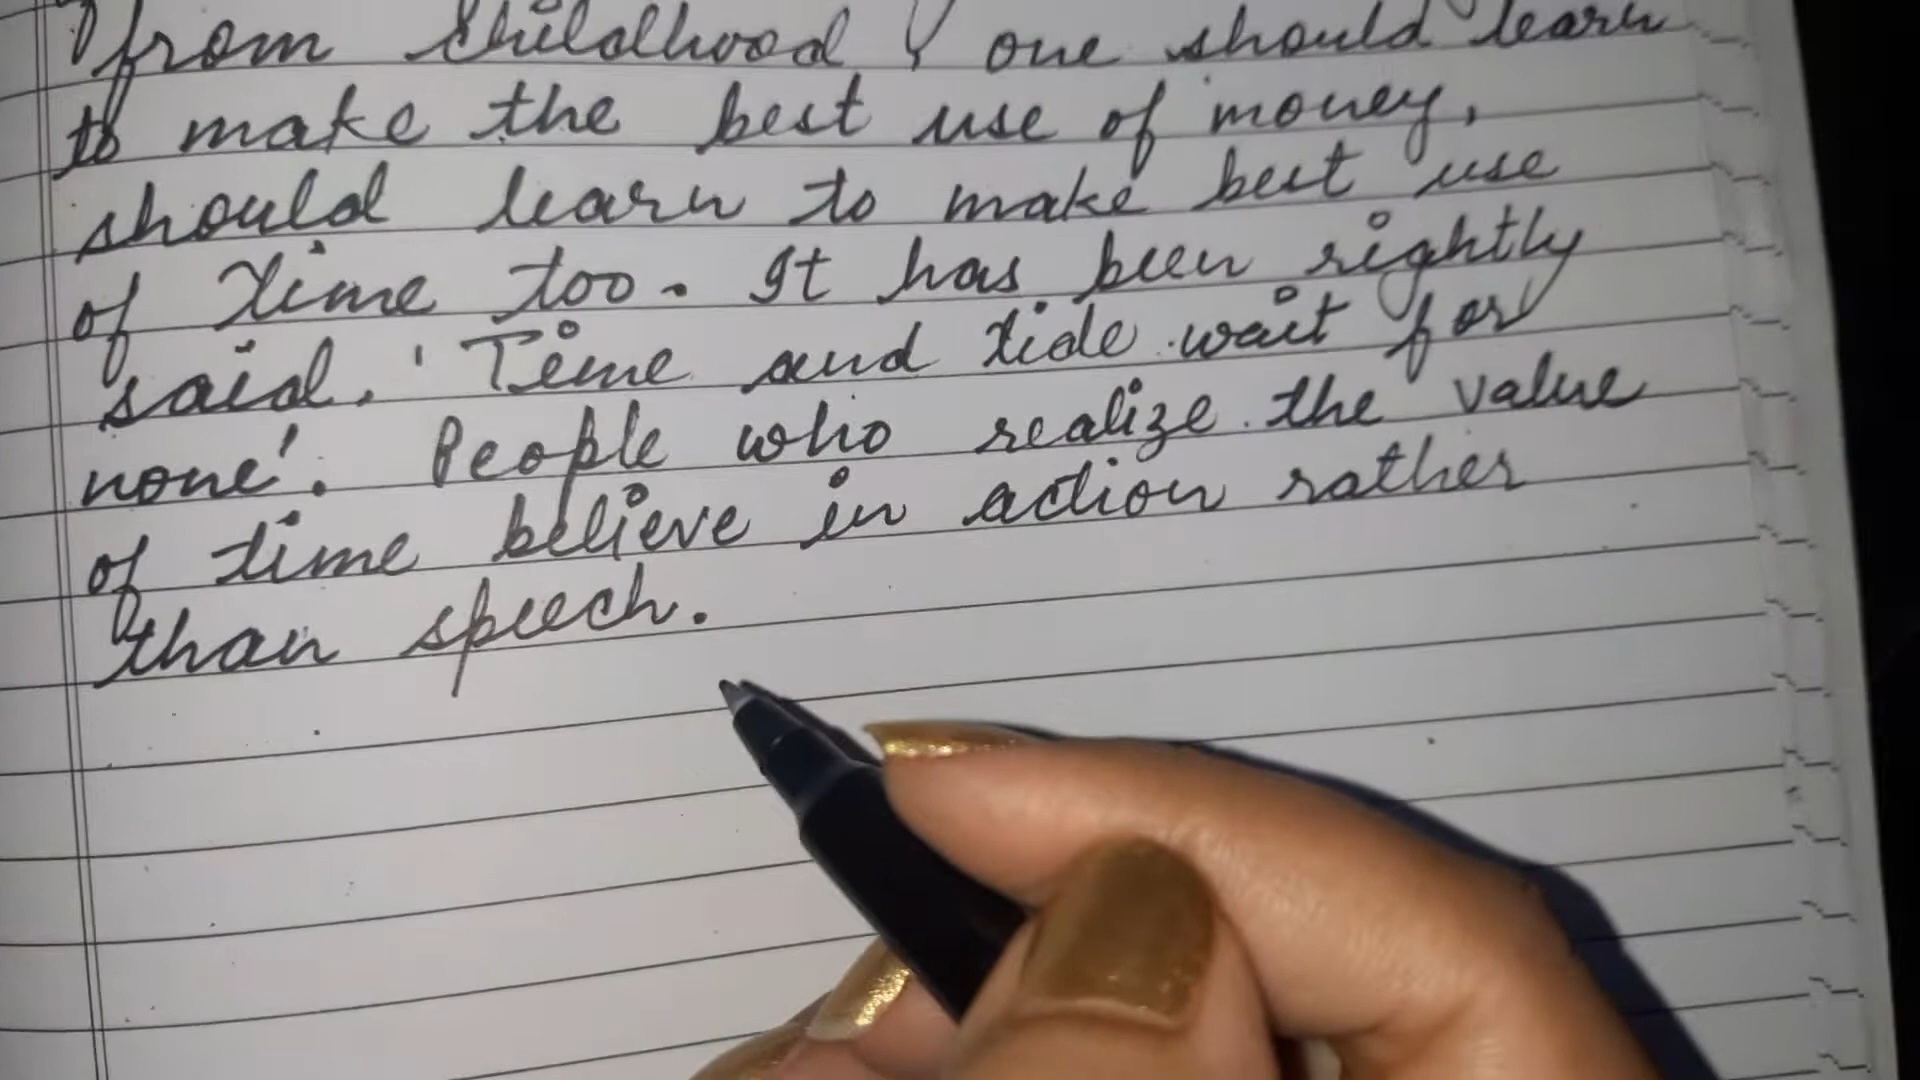 from childhood, one should learn
to make the best use of money,
should learn to make best use
of time too. It has been rightly
said, 'Time and tide wait for
none'. People who realize the value
of time believe in action rather
than speech.